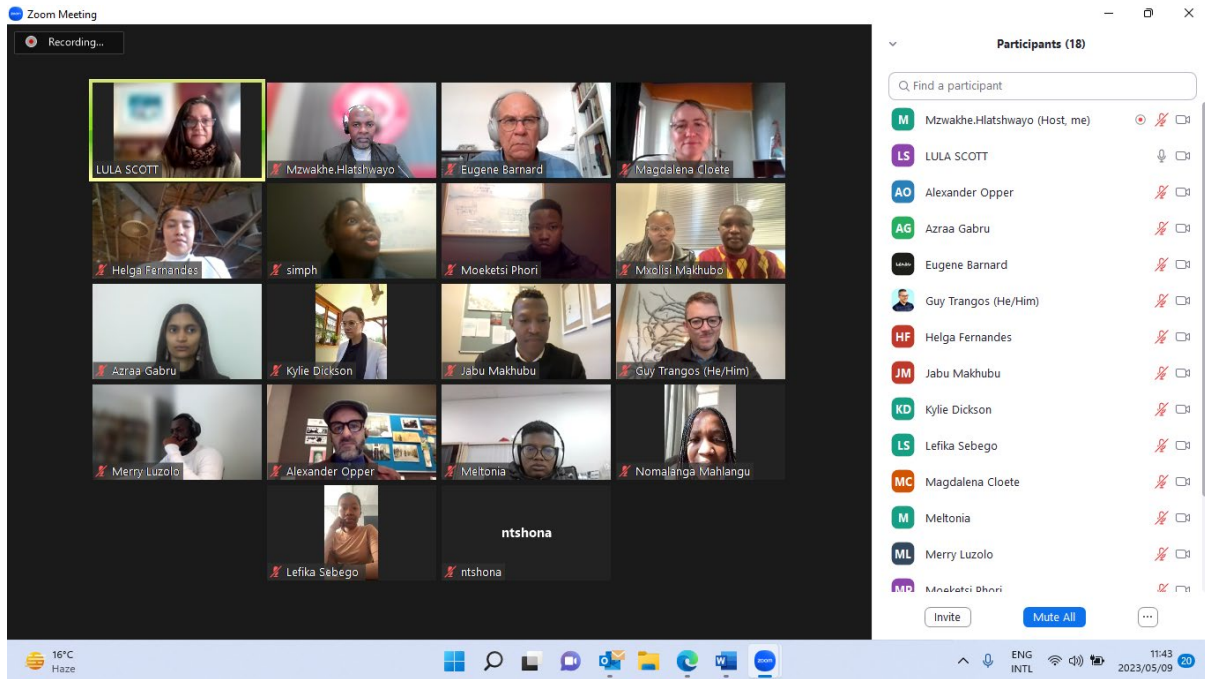 Zoom Meeting
Recording...
LULA SCOTT
Mzwakhe.Hlatshwayo
Eugene Barnard
Magdalena Cloete
Helga Fernandes
simph
Moeketsi Phori
Mxolisi Makhubo
Azraa Gabru
Kylie Dickson
Jabu Makhubu
Guy Trangos (He/Him)
Merry Luzolo
Alexander Opper
Meltonia
Nomalanga Mahlangu
Lefika Sebego
ntshona
ntshona
Participants (18)
Find a participant
M Mzwakhe.Hlatshwayo (Host, me)
LS LULA SCOTT
AO Alexander Opper
AG Azraa Gabru
Eugene Barnard
Guy Trangos (He/Him)
HF Helga Fernandes
JM Jabu Makhubu
KD Kylie Dickson
LS Lefika Sebego
MC Magdalena Cloete
M Meltonia
ML Merry Luzolo
MP Moeketsi Phori
Invite
Mute All
16°C
Haze
zoom
ENG
INTL
11:43
2023/05/09
20